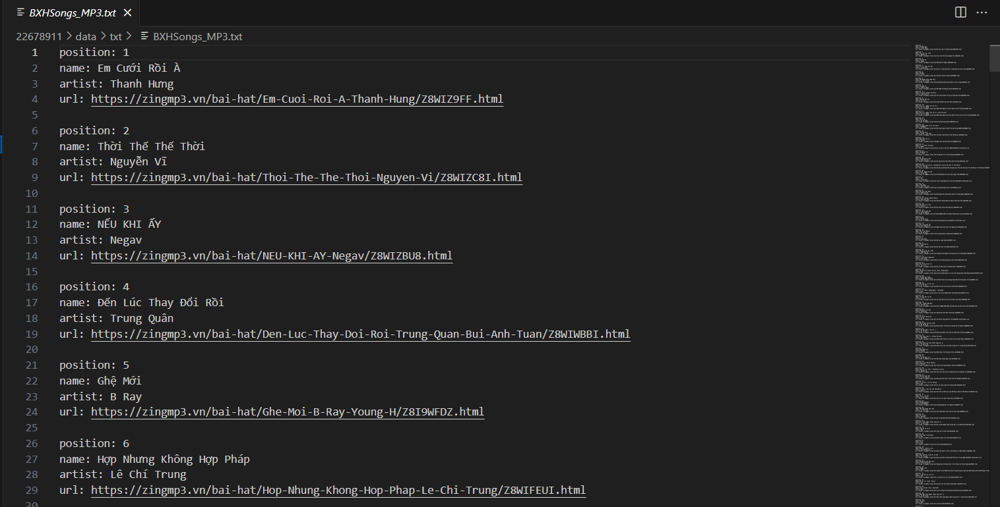 BXHSongs_MP3.txt
22678911 > data > txt > BXHSongs_MP3.txt
1 position: 1
2 name: Em Cưới Rồi À
3 artist: Thanh Hưng
4 url: https://zingmp3.vn/bai-hat/Em-Cuoi-Roi-A-Thanh-Hung/Z8WIZ9FF.html
5
6 position: 2
7 name: Thời Thế Thế Thời
8 artist: Nguyễn Vĩ
9 url: https://zingmp3.vn/bai-hat/Thoi-The-The-Thoi-Nguyen-Vi/Z8WIZC8I.html
10
11 position: 3
12 name: NẾU KHI ẤY
13 artist: Negav
14 url: https://zingmp3.vn/bai-hat/NEU-KHI-AY-Negav/Z8WIZBU8.html
15
16 position: 4
17 name: Đến Lúc Thay Đổi Rồi
18 artist: Trung Quân
19 url: https://zingmp3.vn/bai-hat/Den-Luc-Thay-Doi-Roi-Trung-Quan-Bui-Anh-Tuan/Z8WIWBBI.html
20
21 position: 5
22 name: Ghệ Mới
23 artist: B Ray
24 url: https://zingmp3.vn/bai-hat/Ghe-Moi-B-Ray-Young-H/Z8I9WFDZ.html
25
26 position: 6
27 name: Hợp Nhưng Không Hợp Pháp
28 artist: Lê Chí Trung
29 url: https://zingmp3.vn/bai-hat/Hop-Nhung-Khong-Hop-Phap-Le-Chi-Trung/Z8WIFEUI.html
30